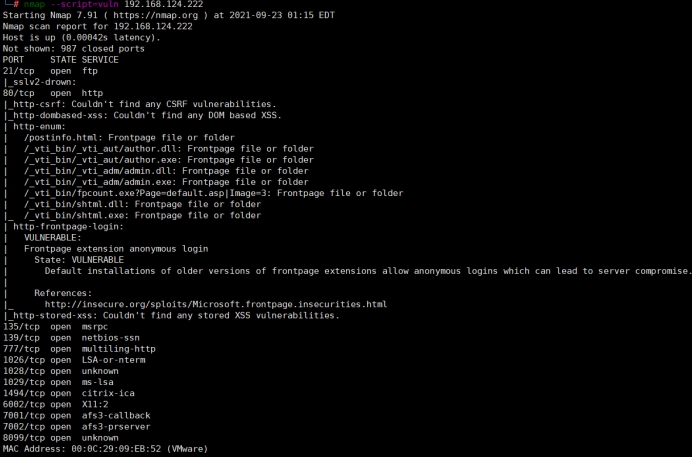 └─# nmap --script=vuln 192.168.124.222
Starting Nmap 7.91 ( https://nmap.org ) at 2021-09-23 01:15 EDT
Nmap scan report for 192.168.124.222
Host is up (0.00042s latency).
Not shown: 987 closed ports
PORT     STATE SERVICE
21/tcp   open  ftp
|_sslv2-drown:
80/tcp   open  http
|_http-csrf: Couldn't find any CSRF vulnerabilities.
|_http-dombased-xss: Couldn't find any DOM based XSS.
| http-enum:
|   /postinfo.html: Frontpage file or folder
|   /_vti_bin/_vti_aut/author.dll: Frontpage file or folder
|   /_vti_bin/_vti_aut/author.exe: Frontpage file or folder
|   /_vti_bin/_vti_adm/admin.dll: Frontpage file or folder
|   /_vti_bin/_vti_adm/admin.exe: Frontpage file or folder
|   /_vti_bin/fpcount.exe?Page=default.asp|Image=3: Frontpage file or folder
|   /_vti_bin/shtml.dll: Frontpage file or folder
|_  /_vti_bin/shtml.exe: Frontpage file or folder
| http-frontpage-login:
|   VULNERABLE:
|   Frontpage extension anonymous login
|     State: VULNERABLE
|       Default installations of older versions of frontpage extensions allow anonymous logins which can lead to server compromise.
|
|     References:
|_      http://insecure.org/sploits/Microsoft.frontpage.insecurities.html
|_http-stored-xss: Couldn't find any stored XSS vulnerabilities.
135/tcp  open  msrpc
139/tcp  open  netbios-ssn
777/tcp  open  multiling-http
1026/tcp open  LSA-or-nterm
1028/tcp open  unknown
1029/tcp open  ms-lsa
1494/tcp open  citrix-ica
6002/tcp open  X11:2
7001/tcp open  afs3-callback
7002/tcp open  afs3-prserver
8099/tcp open  unknown
MAC Address: 00:0C:29:09:EB:52 (VMware)